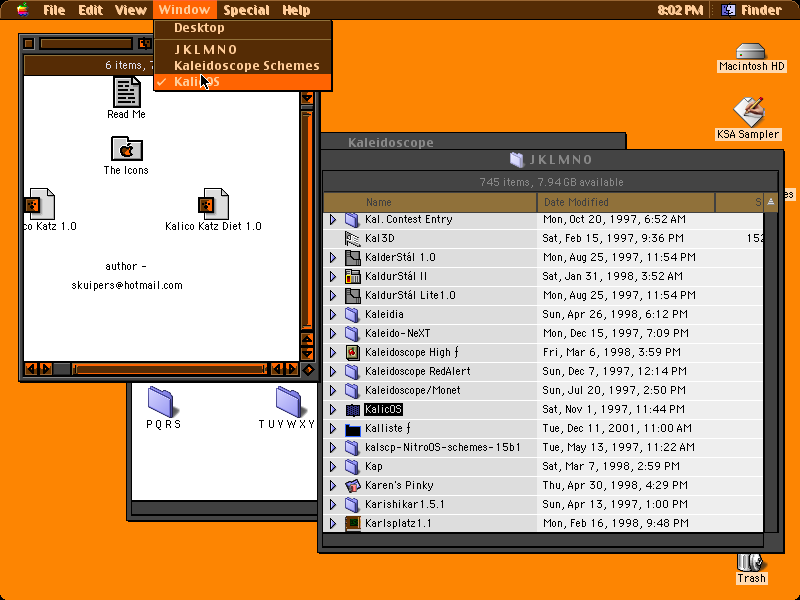 File Edit View Window Special Help 8:02 PM Finder
Desktop
J K L M N O
Kaleidoscope Schemes
✓ KalicOS
6 items, 7
Read Me
The Icons
co Katz 1.0
Kalico Katz Diet 1.0
author -
skuipers@hotmail.com
Macintosh HD
KSA Sampler
es
Kaleidoscope
J K L M N O
745 items, 7.94 GB available
Name Date Modified S
Kal. Contest Entry Mon, Oct 20, 1997, 6:52 AM
Kal3D Sat, Feb 15, 1997, 9:36 PM 152
KalderStál 1.0 Mon, Aug 25, 1997, 11:54 PM
KaldurStál II Sat, Jan 31, 1998, 3:52 AM
KaldurStál Lite1.0 Mon, Aug 25, 1997, 11:54 PM
Kaleidia Sun, Apr 26, 1998, 6:12 PM
Kaleido-NeXT Mon, Dec 15, 1997, 7:09 PM
Kaleidoscope High ƒ Fri, Mar 6, 1998, 3:59 PM
Kaleidoscope RedAlert Sun, Dec 7, 1997, 12:14 PM
Kaleidoscope/Monet Sun, Jul 20, 1997, 2:50 PM
KalicOS Sat, Nov 1, 1997, 11:44 PM
Kalliste ƒ Tue, Dec 11, 2001, 11:00 AM
kalscp-NitroOS-schemes-15b1 Tue, May 13, 1997, 11:22 AM
Kap Sat, Mar 7, 1998, 2:59 PM
Karen's Pinky Thu, Apr 30, 1998, 4:29 PM
Karishikar1.5.1 Sun, Apr 13, 1997, 1:00 PM
Karlsplatz1.1 Mon, Feb 16, 1998, 9:48 PM
P Q R S
T U V W X Y
Trash